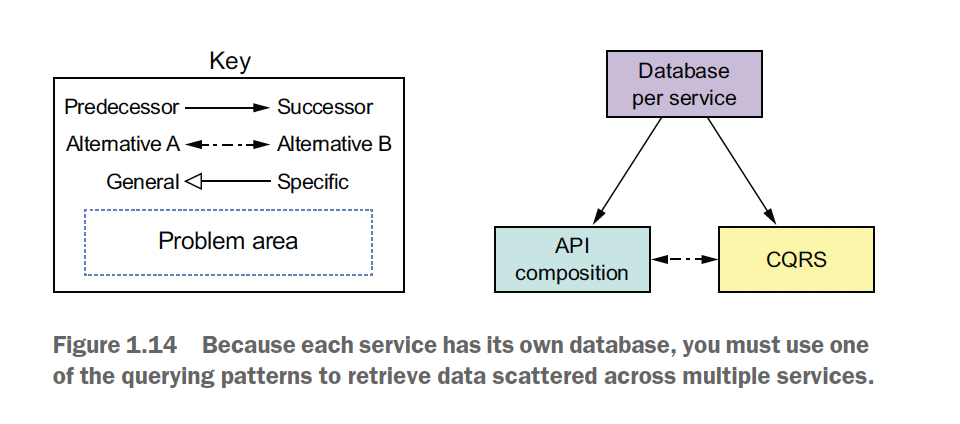 Key
Predecessor Successor
Alternative A Alternative B
General Specific
Problem area
Database
per service
API
composition
CQRS
Figure 1.14 Because each service has its own database, you must use one
of the querying patterns to retrieve data scattered across multiple services.